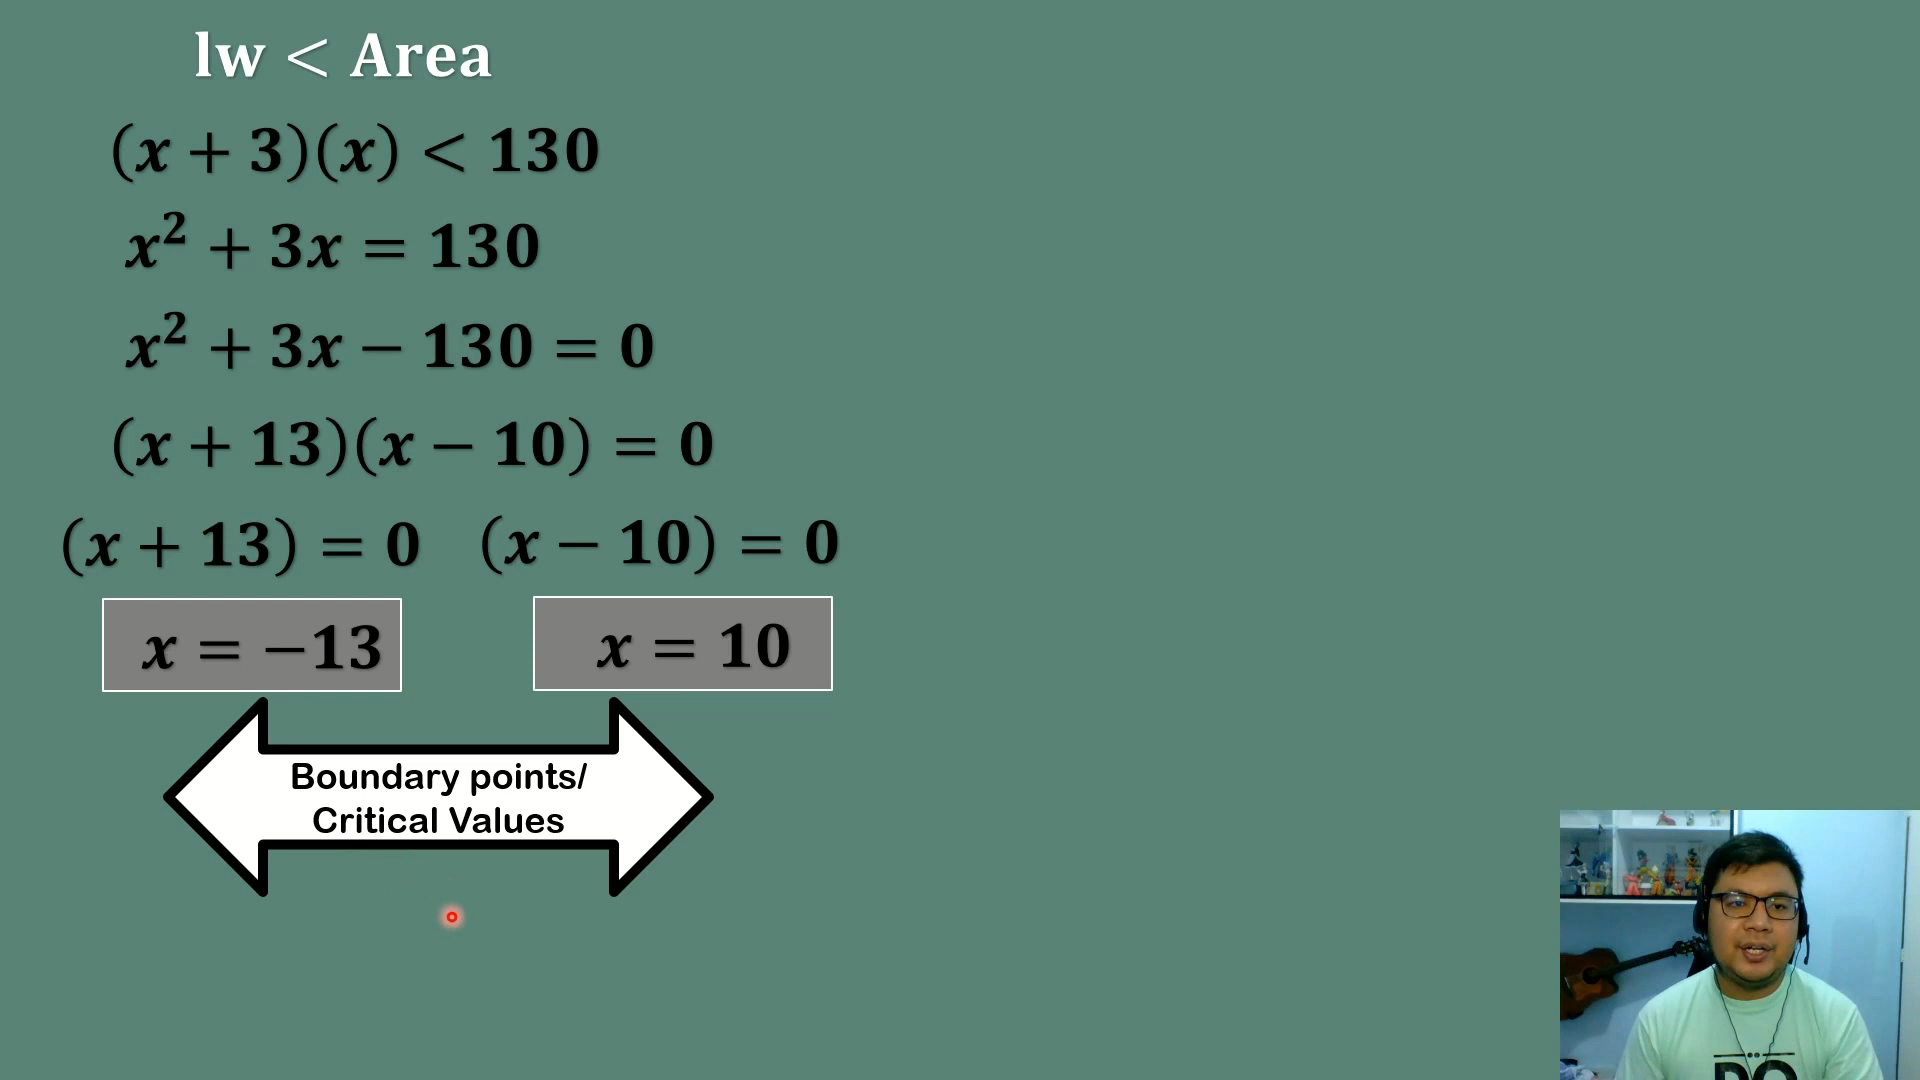 lw < Area
(x + 3)(x) < 130
x² + 3x = 130
x² + 3x − 130 = 0
(x + 13)(x − 10) = 0
(x + 13) = 0 (x − 10) = 0
x = −13 x = 10
Boundary points/
Critical Values